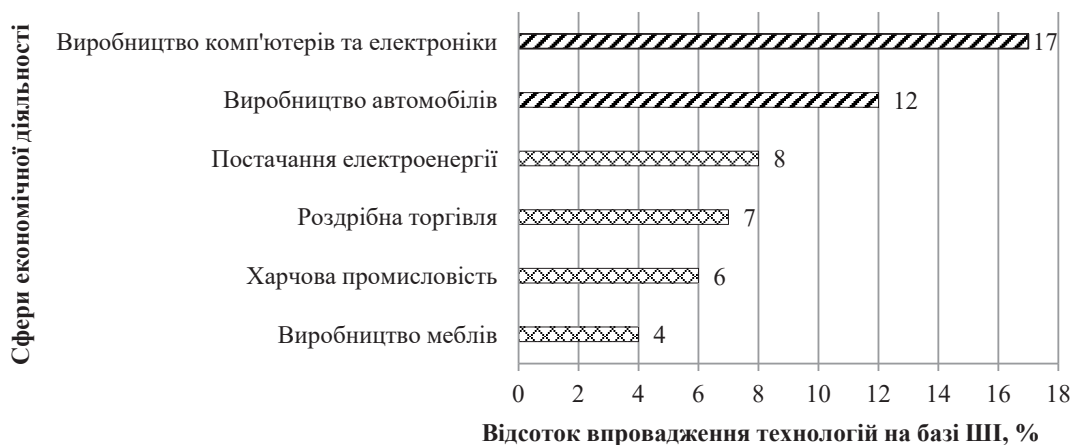 Сфери економічної діяльності
Виробництво комп'ютерів та електроніки
17
Виробництво автомобілів
12
Постачання електроенергії
8
Роздрібна торгівля
7
Харчова промисловість
6
Виробництво меблів
4
0 2 4 6 8 10 12 14 16 18
Відсоток впровадження технологій на базі ШІ, %